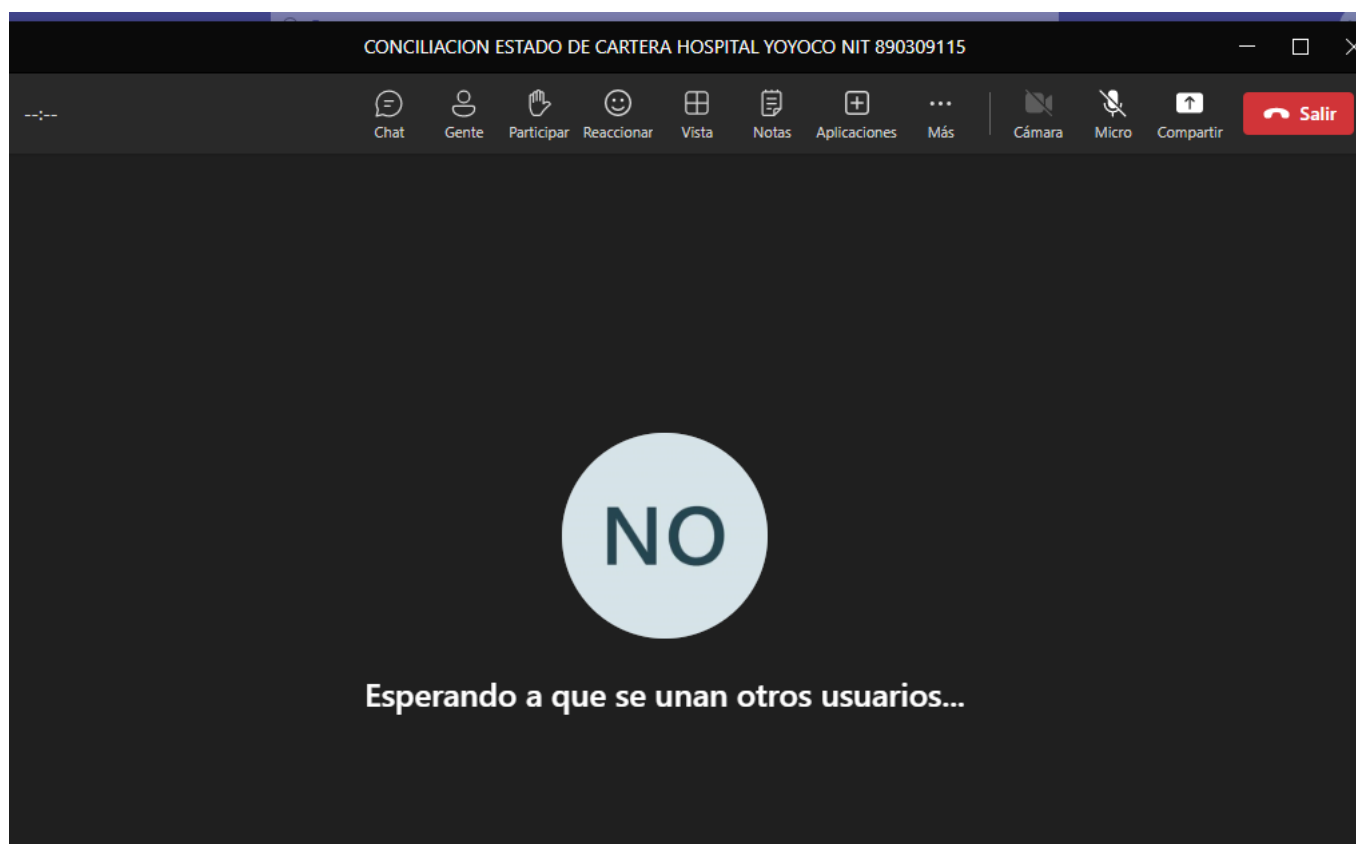 CONCILIACION ESTADO DE CARTERA HOSPITAL YOYOCO NIT 890309115
--:--
Chat Gente Participar Reaccionar Vista Notas Aplicaciones Más Cámara Micro Compartir Salir
NO
Esperando a que se unan otros usuarios...